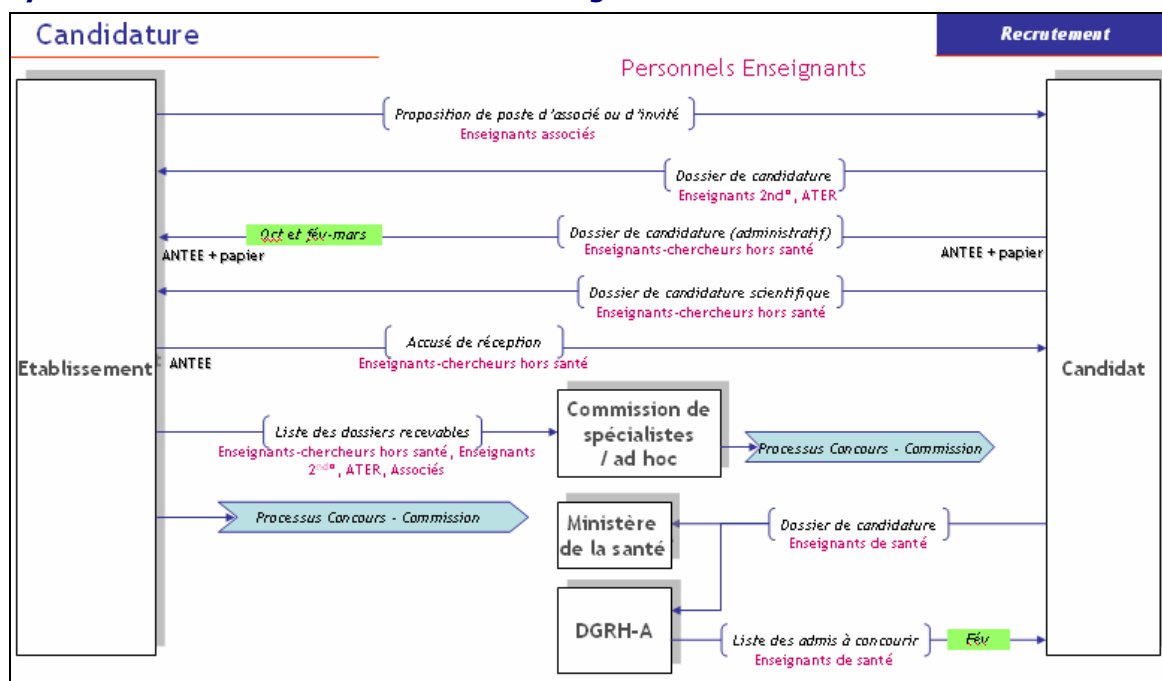 Candidature
Recrutement
Personnels Enseignants
Proposition de poste d'associé ou d'invité
Enseignants associés
Dossier de candidature
Enseignants 2nd°, ATER
Oct et fév-mars
Dossier de candidature (administratif)
Enseignants-chercheurs hors santé
ANTEE + papier
ANTEE + papier
Dossier de candidature scientifique
Enseignants-chercheurs hors santé
Accusé de réception
Enseignants-chercheurs hors santé
ANTEE
Etablissement
Candidat
Commission de
spécialistes
/ ad hoc
Liste des dossiers recevables
Enseignants-chercheurs hors santé, Enseignants
2nd°, ATER, Associés
Processus Concours - Commission
Processus Concours - Commission
Ministère
de la santé
Dossier de candidature
Enseignants de santé
DGRH-A
Liste des admis à concourir
Enseignants de santé
Fév